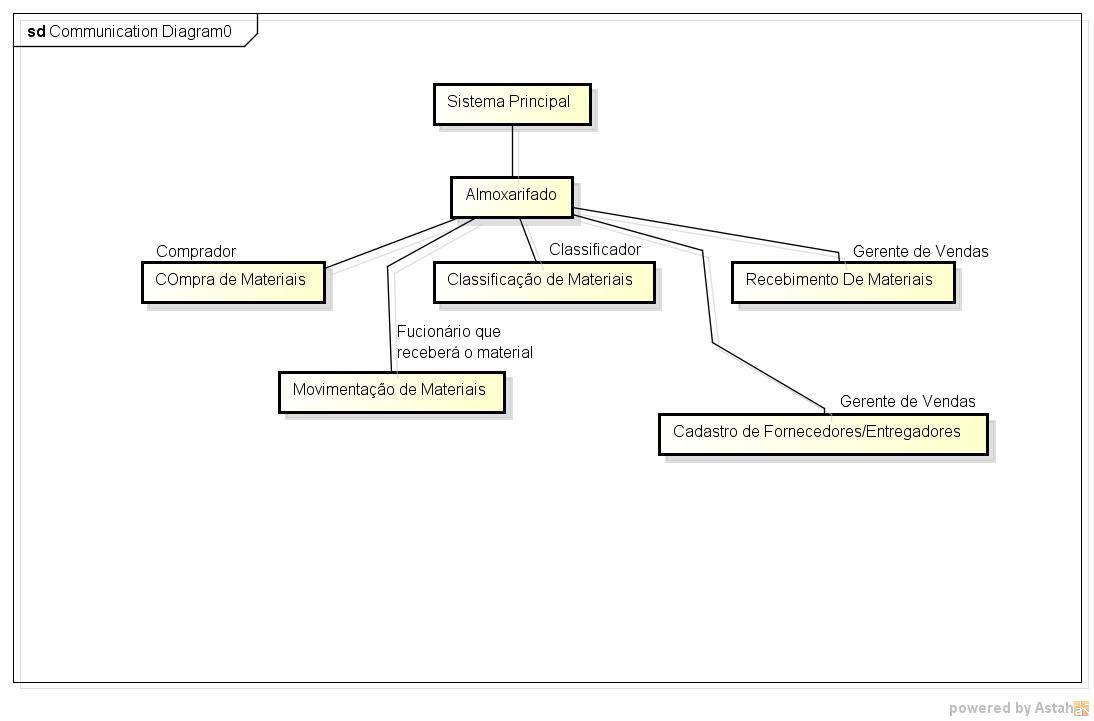 sd Communication Diagram0
Sistema Principal
Almoxarifado
Comprador
COmpra de Materiais
Classificador
Classificação de Materiais
Gerente de Vendas
Recebimento De Materiais
Fucionário que
receberá o material
Movimentação de Materiais
Gerente de Vendas
Cadastro de Fornecedores/Entregadores
powered by Astah